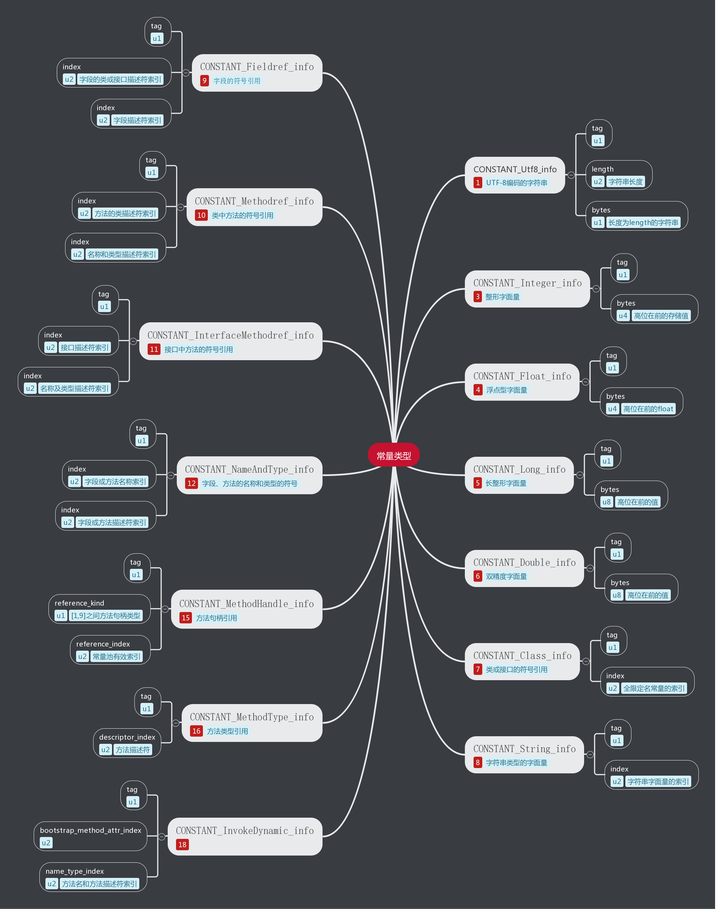 常量类型
CONSTANT_Utf8_info
1 UTF-8编码的字符串
tag
u1
length
u2 字符串长度
bytes
u1 长度为length的字符串
CONSTANT_Integer_info
3 整形字面量
tag
u1
bytes
u4 高位在前的存储值
CONSTANT_Float_info
4 浮点型字面量
tag
u1
bytes
u4 高位在前的float
CONSTANT_Long_info
5 长整形字面量
tag
u1
bytes
u8 高位在前的值
CONSTANT_Double_info
6 双精度字面量
tag
u1
bytes
u8 高位在前的值
CONSTANT_Class_info
7 类或接口的符号引用
tag
u1
index
u2 全限定名常量的索引
CONSTANT_String_info
8 字符串类型的字面量
tag
u1
index
u2 字符串字面量的索引
CONSTANT_Fieldref_info
9 字段的符号引用
tag
u1
index
u2 字段的类或接口描述符索引
index
u2 字段描述符索引
CONSTANT_Methodref_info
10 类中方法的符号引用
tag
u1
index
u2 方法的类描述符索引
index
u2 名称和类型描述符索引
CONSTANT_InterfaceMethodref_info
11 接口中方法的符号引用
tag
u1
index
u2 接口描述符索引
index
u2 名称及类型描述符索引
CONSTANT_NameAndType_info
12 字段、方法的名称和类型的符号
tag
u1
index
u2 字段或方法名称索引
index
u2 字段或方法描述符索引
CONSTANT_MethodHandle_info
15 方法句柄引用
tag
u1
reference_kind
u1 [1,9]之间方法句柄类型
reference_index
u2 常量池有效索引
CONSTANT_MethodType_info
16 方法类型引用
tag
u1
descriptor_index
u2 方法描述符
CONSTANT_InvokeDynamic_info
18
tag
u1
bootstrap_method_attr_index
u2
name_type_index
u2 方法名和方法描述符索引